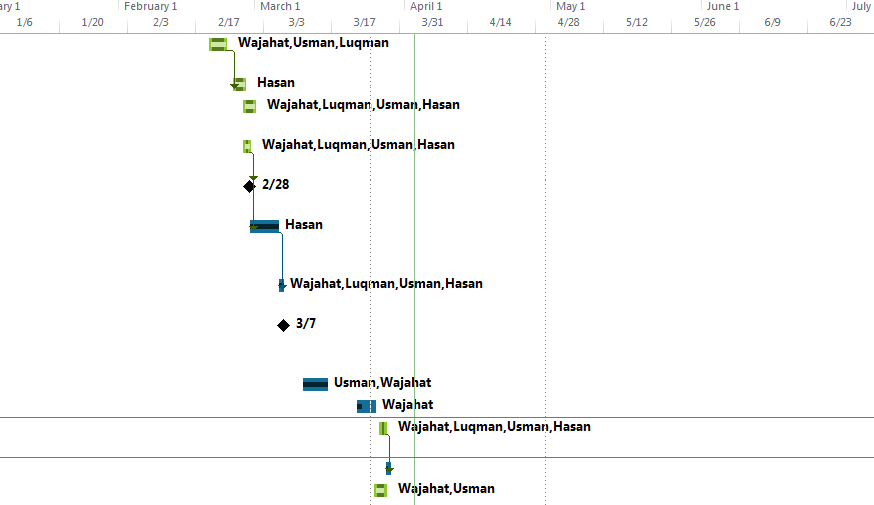 ary 1 February 1 March 1 April 1 May 1 June 1 July
1/6 1/20 2/3 2/17 3/3 3/17 3/31 4/14 4/28 5/12 5/26 6/9 6/23
Wajahat,Usman,Luqman
Hasan
Wajahat,Luqman,Usman,Hasan
Wajahat,Luqman,Usman,Hasan
2/28
Hasan
Wajahat,Luqman,Usman,Hasan
3/7
Usman,Wajahat
Wajahat
Wajahat,Luqman,Usman,Hasan
Wajahat,Usman